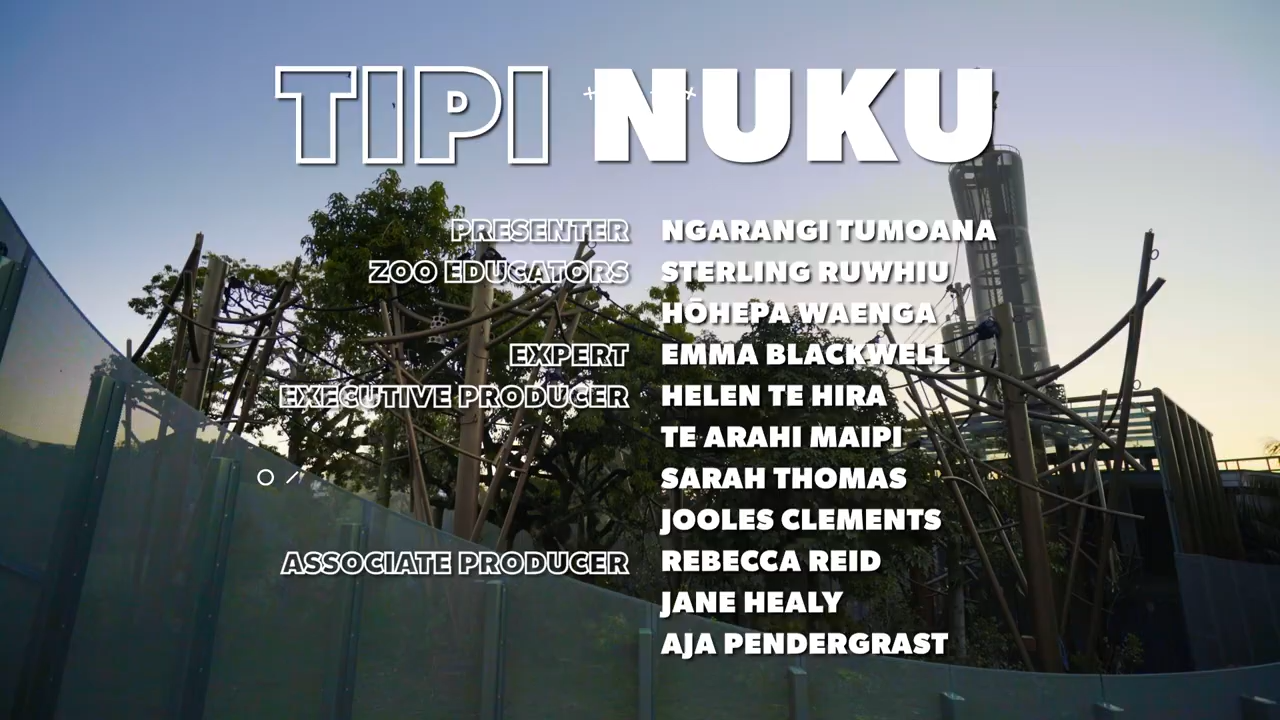 TIPI NUKU
PRESENTER NGARANGI TUMOANA
ZOO EDUCATORS STERLING RUWHIU
HŌHEPA WAENGA
EXPERT EMMA BLACKWELL
EXECUTIVE PRODUCER HELEN TE HIRA
TE ARAHI MAIPI
SARAH THOMAS
JOOLES CLEMENTS
ASSOCIATE PRODUCER REBECCA REID
JANE HEALY
AJA PENDERGRAST